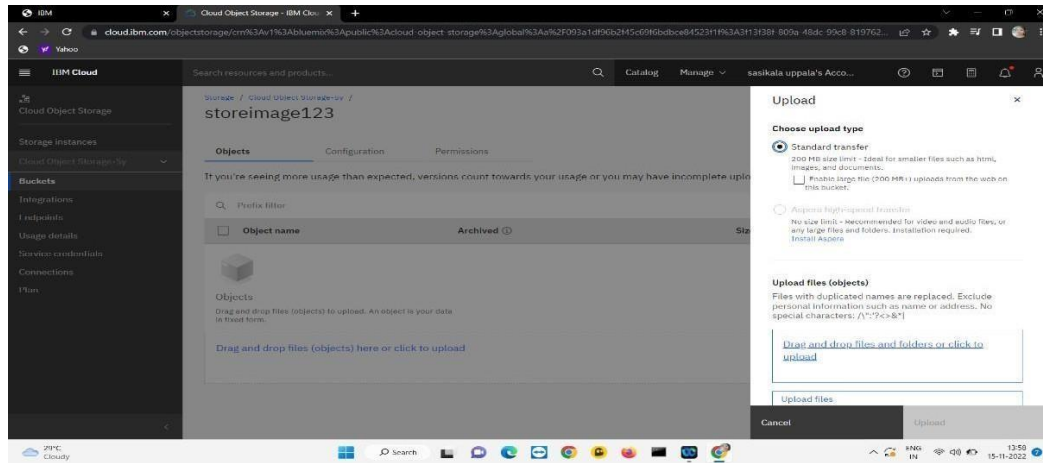 IBM
Cloud Object Storage - IBM Clou
cloud.ibm.com/objectstorage/crn%3Av1%3Abluemix%3Apublic%3Acloud-object-storage%3Aglobal%3Aa%2F
Yahoo
IBM Cloud
Search resources and products...
Catalog
Manage
sasikala uppala's Acco...
Cloud Object Storage
Storage instances
Cloud Object Storage-5y
Buckets
Integrations
Endpoints
Usage details
Service credentials
Connections
Plan
Storage / Cloud Object Storage-5y /
storeimage123
Objects
Configuration
Permissions
If you're seeing more usage than expected, versions count towards your usage or you may have incomplete uplo
Prefix filter
Object name
Archived
Siz
Objects
Drag and drop files (objects) to upload. An object is your data
in fixed form.
Drag and drop files (objects) here or click to upload
Upload
Choose upload type
Standard transfer
200 MB size limit - Ideal for smaller files such as html,
images, and documents.
Enable large file (200 MB+) uploads from the web on
this bucket.
Aspera high-speed transfer
No size limit - Recommended for video and audio files, or
any large files and folders. Installation required.
Install Aspera
Upload files (objects)
Files with duplicated names are replaced. Exclude
personal information such as name or address. No
special characters: /\":'?<>&*|
Drag and drop files and folders or click to
upload
Upload files
Cancel
Upload
29°C
Cloudy
Search
ENG
IN
13:58
15-11-2022